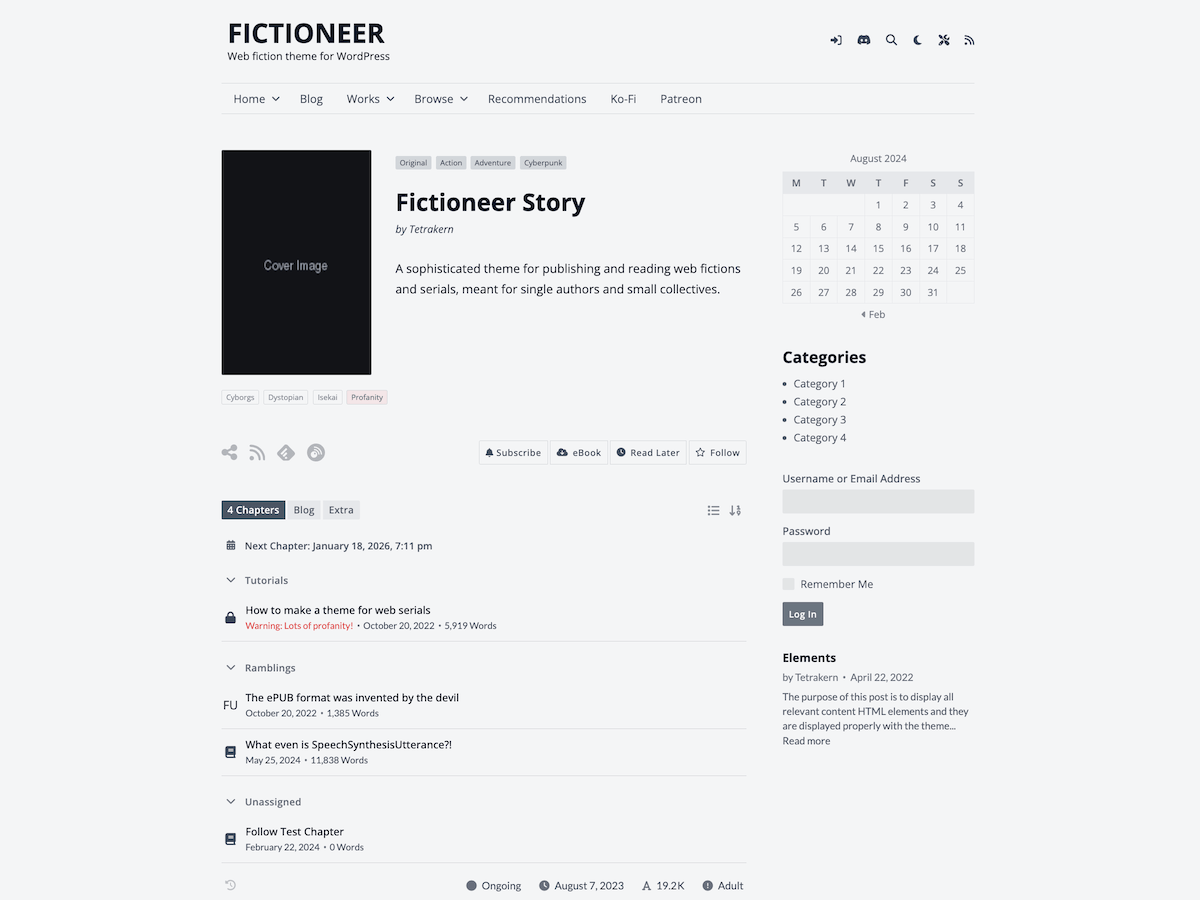 FICTIONEER
Web fiction theme for WordPress
Home Blog Works Browse Recommendations Ko-Fi Patreon
Cover Image
Original Action Adventure Cyberpunk
Fictioneer Story
by Tetrakern
A sophisticated theme for publishing and reading web fictions
and serials, meant for single authors and small collectives.
Cyborgs Dystopian Isekai Profanity
Subscribe eBook Read Later Follow
4 Chapters Blog Extra
Next Chapter: January 18, 2026, 7:11 pm
Tutorials
How to make a theme for web serials
Warning: Lots of profanity! • October 20, 2022 • 5,919 Words
Ramblings
FU
The ePUB format was invented by the devil
October 20, 2022 • 1,385 Words
What even is SpeechSynthesisUtterance?!
May 25, 2024 • 11,838 Words
Unassigned
Follow Test Chapter
February 22, 2024 • 0 Words
Ongoing August 7, 2023 19.2K Adult
August 2024
M T W T F S S
1 2 3 4
5 6 7 8 9 10 11
12 13 14 15 16 17 18
19 20 21 22 23 24 25
26 27 28 29 30 31
Feb
Categories
Category 1
Category 2
Category 3
Category 4
Username or Email Address
Password
Remember Me
Log In
Elements
by Tetrakern • April 22, 2022
The purpose of this post is to display all
relevant content HTML elements and they
are displayed properly with the theme...
Read more